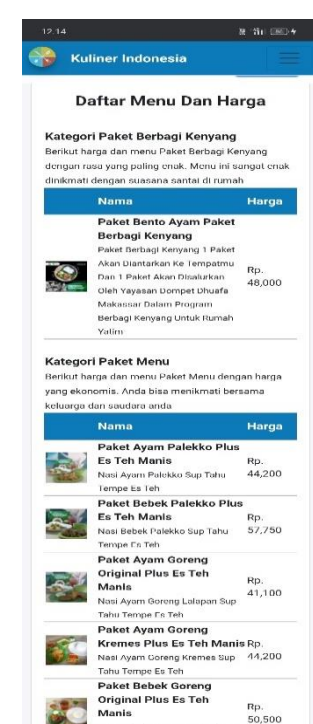 12.14
Kuliner Indonesia
Daftar Menu Dan Harga
Kategori Paket Berbagi Kenyang
Berikut harga dan menu Paket Berbagi Kenyang
dengan rasa yang paling enak. Menu ini sangat enak
dinikmati dengan suasana santai di rumah
Nama Harga
Paket Bento Ayam Paket
Berbagi Kenyang
Paket Berbagi Kenyang 1 Paket
Akan Diantarkan Ke Tempatmu
Dan 1 Paket Akan Disalurkan
Oleh Yayasan Dompet Dhuafa
Makassar Dalam Program
Berbagi Kenyang Untuk Rumah
Yatim
Rp.
48,000
Kategori Paket Menu
Berikut harga dan menu Paket Menu dengan harga
yang ekonomis. Anda bisa menikmati bersama
keluarga dan saudara anda
Nama Harga
Paket Ayam Palekko Plus
Es Teh Manis
Nasi Ayam Palekko Sup Tahu
Tempe Es Teh
Rp.
44,200
Paket Bebek Palekko Plus
Es Teh Manis
Nasi Bebek Palekko Sup Tahu
Tempe Es Teh
Rp.
57,750
Paket Ayam Goreng
Original Plus Es Teh
Manis
Nasi Ayam Goreng Lalapan Sup
Tahu Tempe Es Teh
Rp.
41,100
Paket Ayam Goreng
Kremes Plus Es Teh Manis
Nasi Ayam Goreng Kremes Sup
Tahu Tempe Es Teh
Rp.
44,200
Paket Bebek Goreng
Original Plus Es Teh
Manis
Rp.
50,500